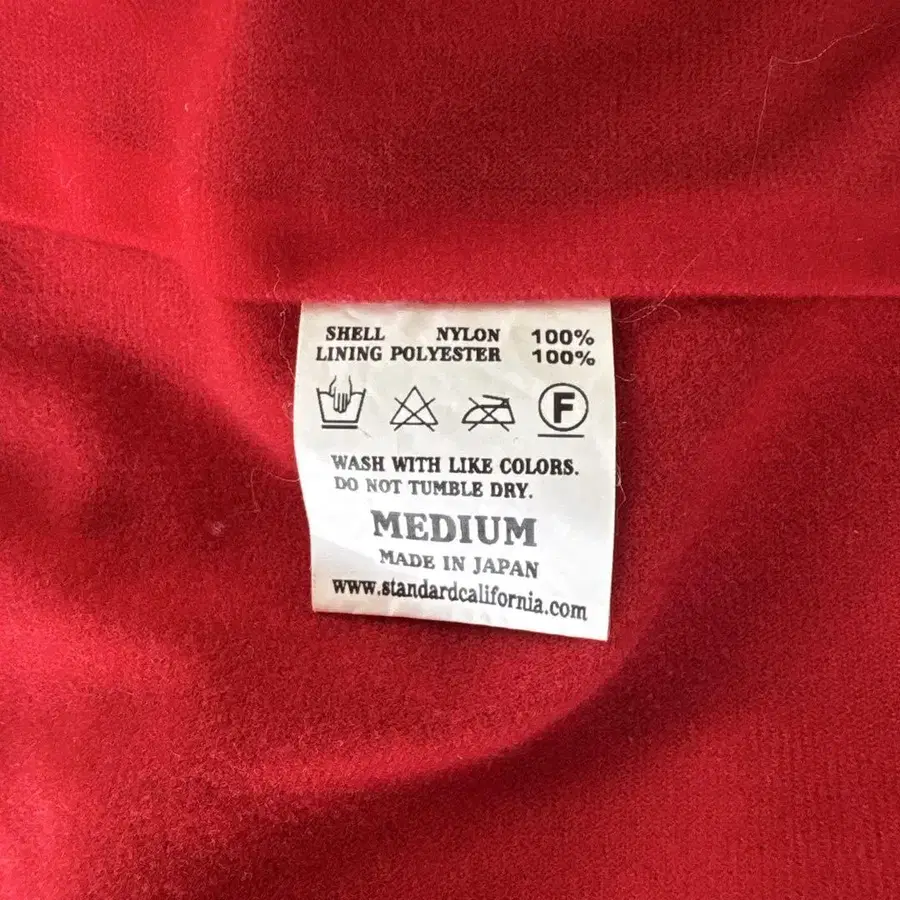 SHELL NYLON 100%
LINING POLYESTER 100%
F
WASH WITH LIKE COLORS.
DO NOT TUMBLE DRY.
MEDIUM
MADE IN JAPAN
www.standardcalifornia.com